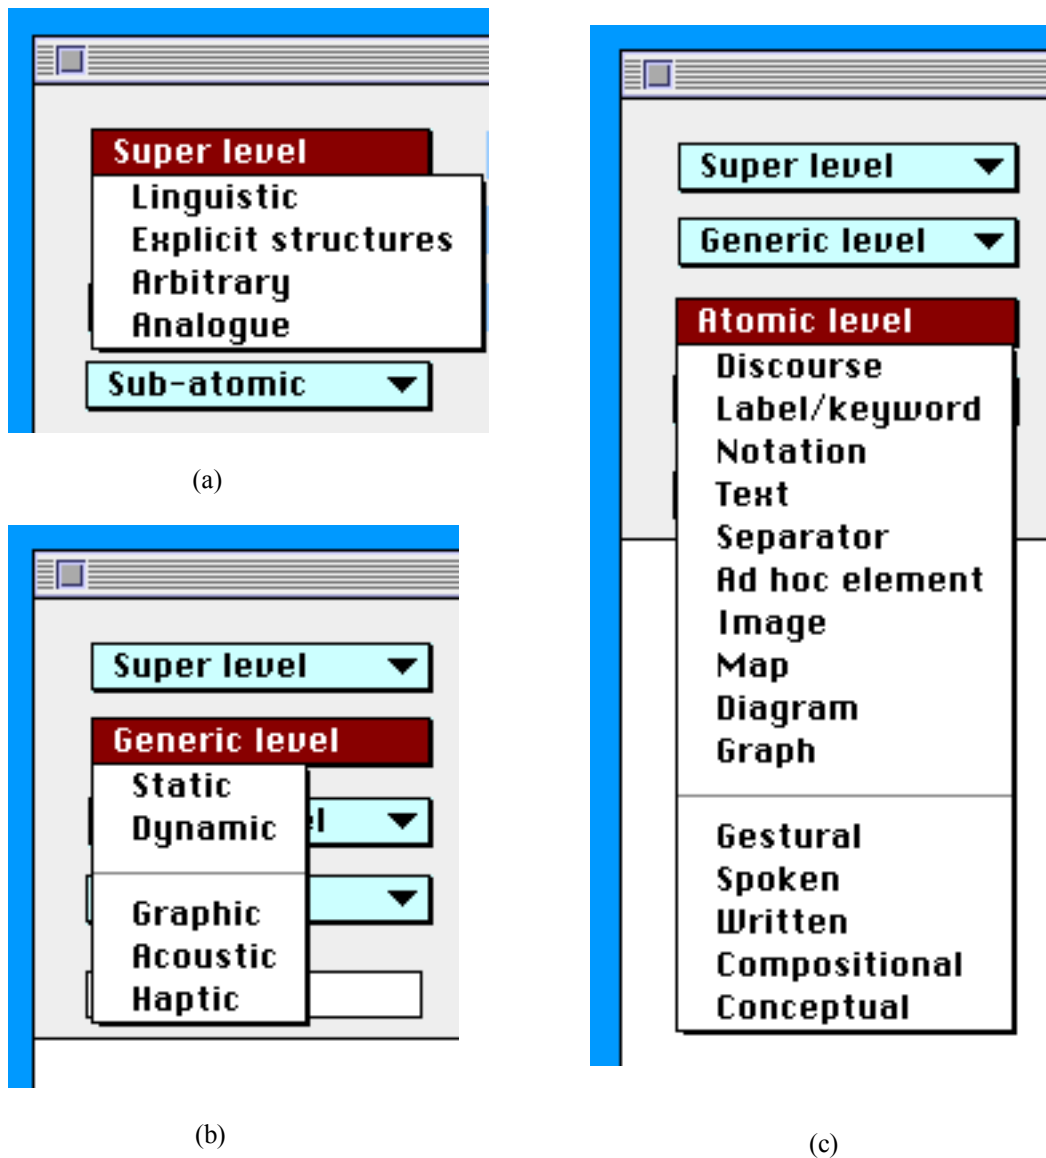 Super level
Linguistic
Explicit structures
Arbitrary
Analogue
Sub-atomic
(a)
Super level
Generic level
Static
Dynamic
Graphic
Acoustic
Haptic
(b)
Super level
Generic level
Atomic level
Discourse
Label/keyword
Notation
Text
Separator
Ad hoc element
Image
Map
Diagram
Graph
Gestural
Spoken
Written
Compositional
Conceptual
(c)